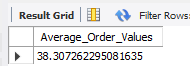 Result Grid Filter Rows:
Average_Order_Values
38.307262295081635